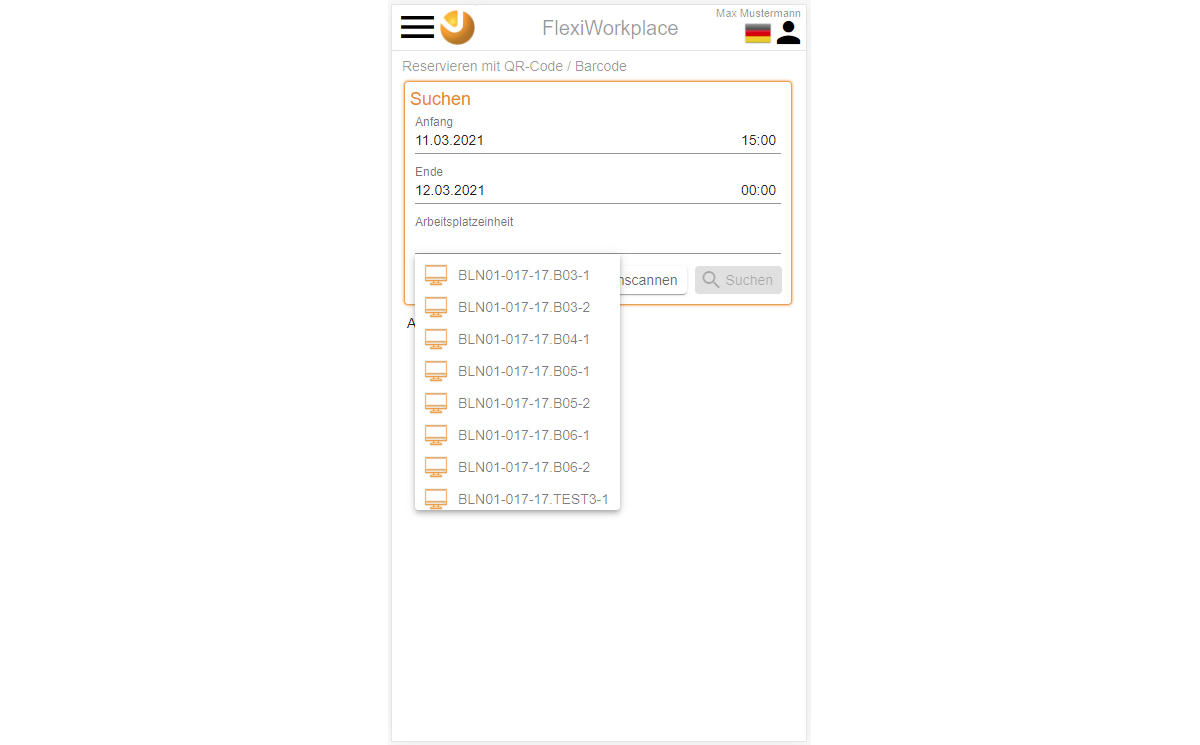 Max Mustermann
FlexiWorkplace
Reservieren mit QR-Code / Barcode
Suchen
Anfang
11.03.2021 15:00
Ende
12.03.2021 00:00
Arbeitsplatzeinheit
nscannen Suchen
A
BLN01-017-17.B03-1
BLN01-017-17.B03-2
BLN01-017-17.B04-1
BLN01-017-17.B05-1
BLN01-017-17.B05-2
BLN01-017-17.B06-1
BLN01-017-17.B06-2
BLN01-017-17.TEST3-1